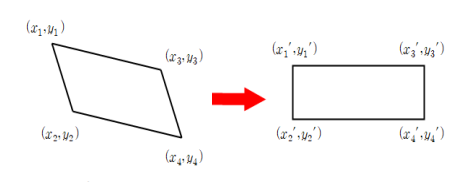 (x₁,y₁)
(x₃,y₃)
(x₂,y₂)
(x₄,y₄)
(x₁′,y₁′)
(x₃′,y₃′)
(x₂′,y₂′)
(x₄′,y₄′)